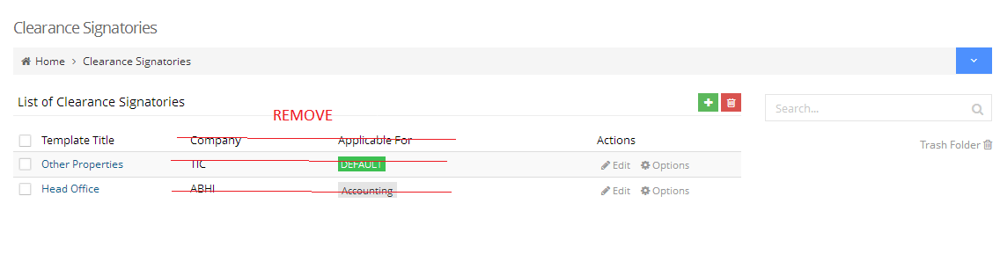 Clearance Signatories
Home > Clearance Signatories
List of Clearance Signatories
REMOVE
Search...
Template Title Company Applicable For Actions
Trash Folder
Other Properties TIC DEFAULT Edit Options
Head Office ABHI Accounting Edit Options